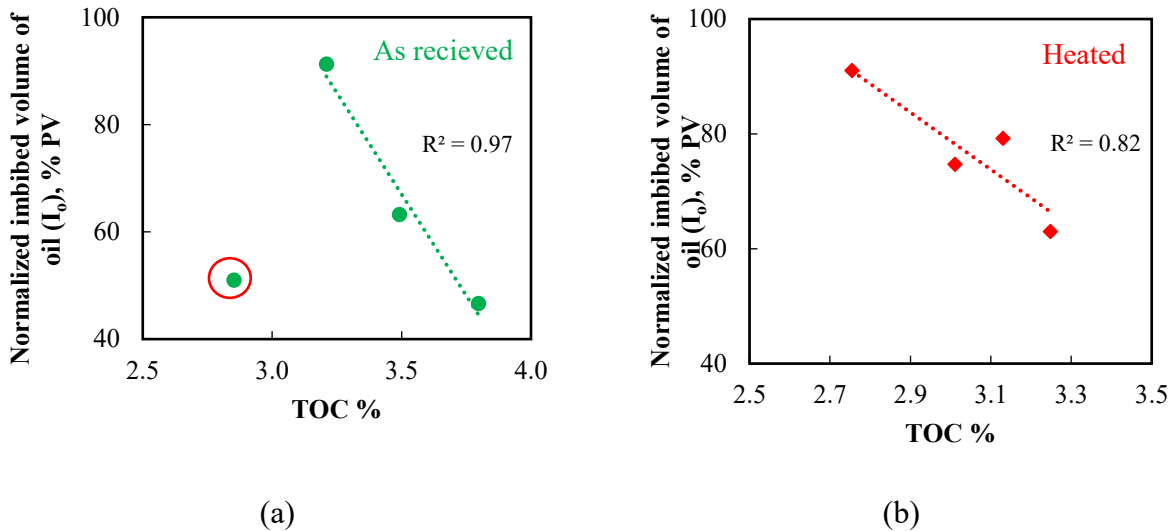 Normalized imbibed volume of
oil (Iₒ), % PV
100
80
60
40
As recieved
R² = 0.97
2.5
3.0
3.5
4.0
TOC %
(a)
Normalized imbibed volume of
oil (Iₒ), % PV
100
80
60
40
Heated
R² = 0.82
2.5
2.7
2.9
3.1
3.3
3.5
TOC %
(b)